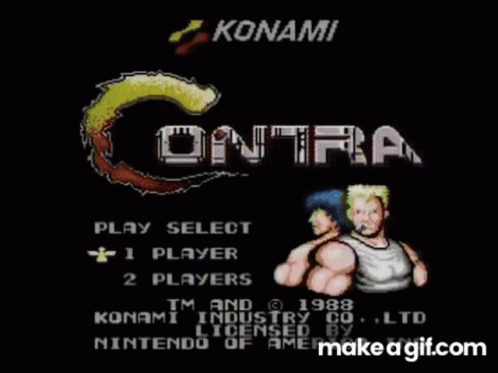 KONAMI
CONTRA
PLAY SELECT
1 PLAYER
2 PLAYERS
TM AND © 1988
KONAMI INDUSTRY CO.,LTD
LICENSED BY
NINTENDO OF
makeagif.com